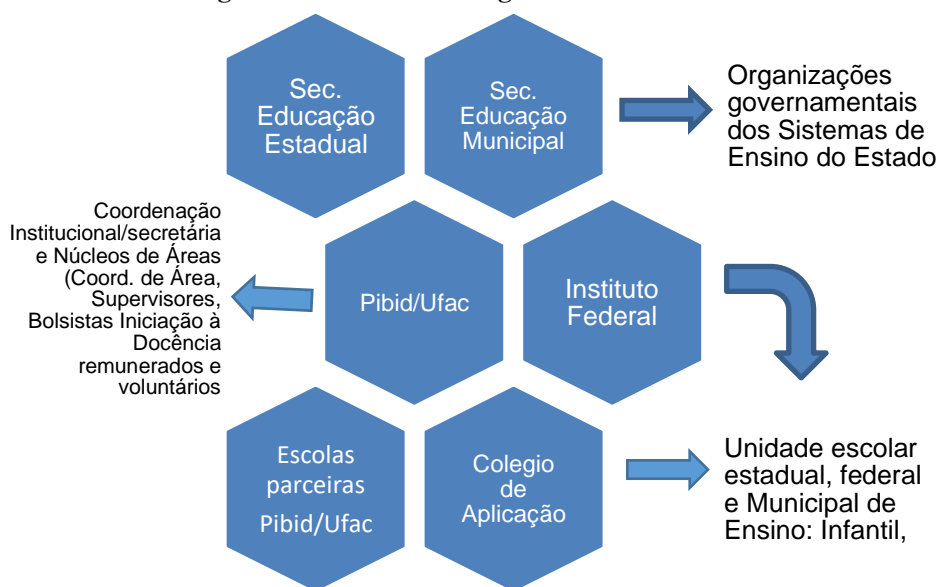 Sec.
Educação
Estadual
Sec.
Educação
Municipal
Organizações
governamentais
dos Sistemas de
Ensino do Estado
Coordenação
Institucional/secretária
e Núcleos de Áreas
(Coord. de Área,
Supervisores,
Bolsistas Iniciação à
Docência
remunerados e
voluntários
Pibid/Ufac
Instituto
Federal
Escolas
parceiras
Pibid/Ufac
Colegio
de
Aplicação
Unidade escolar
estadual, federal
e Municipal de
Ensino: Infantil,